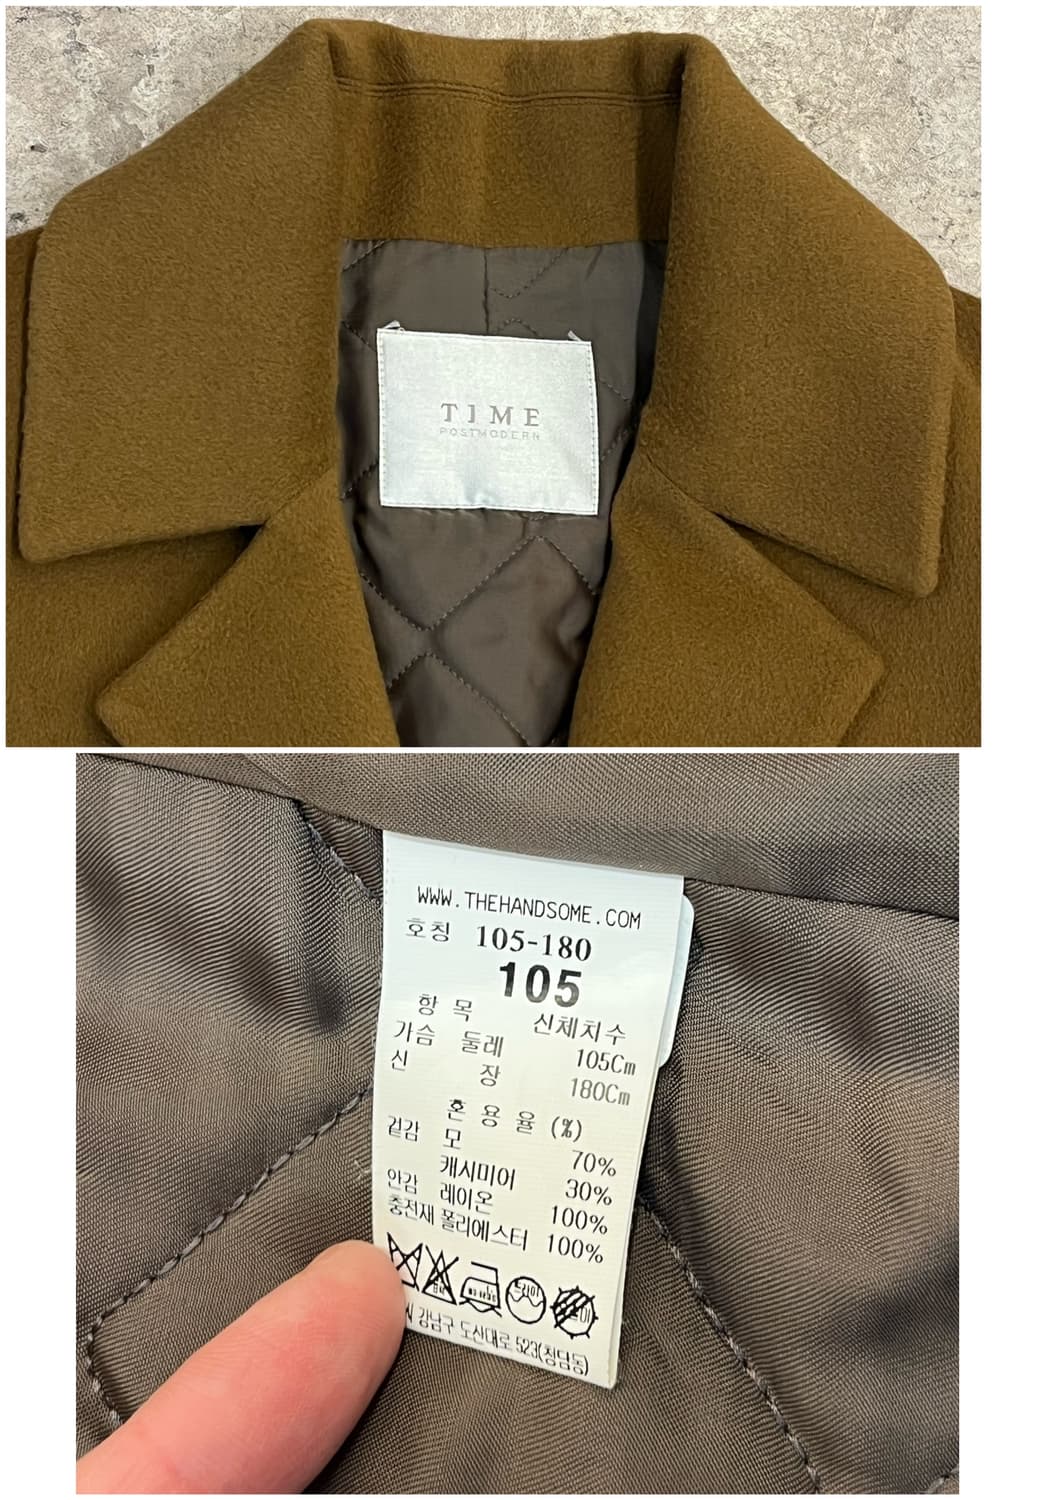 TIME
POSTMODERN
WWW.THEHANDSOME.COM
호칭 105-180
105
항 목 신체치수
가슴 둘레 105Cm
신 장 180Cm
혼 용 율 (%)
겉감 모 70%
캐시미어 30%
안감 레이온 100%
충전재 폴리에스터 100%
드라이
강남구 도산대로 523(청담동)